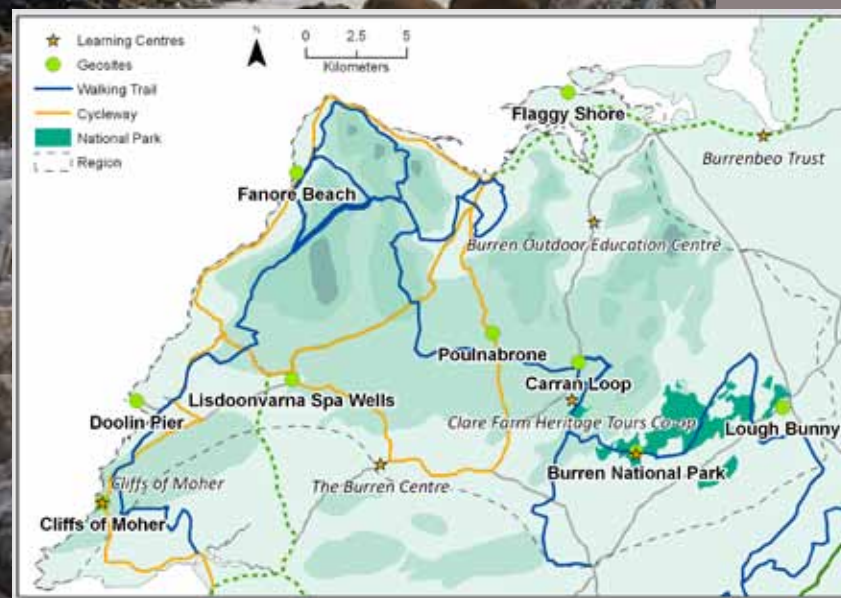 Learning Centres
Geosites
Walking Trail
Cycleway
National Park
Region
N
0 2.5 5
Kilometers
Flaggy Shore
Burrenbeo Trust
Fanore Beach
Burren Outdoor Education Centre
Poulnabrone
Carran Loop
Lisdoonvarna Spa Wells
Doolin Pier
Clare Farm Heritage Tours Co-op
Lough Bunny
Burren National Park
Cliffs of Moher
The Burren Centre
Cliffs of Moher